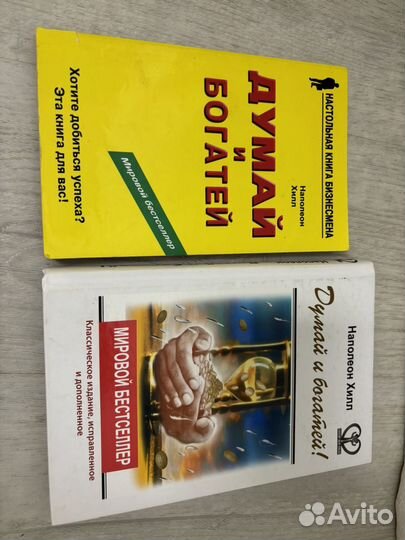 НАСТОЛЬНАЯ КНИГА БИЗНЕСМЕНА
Наполеон
Хилл
ДУМАЙ
И
БОГАТЕЙ
Мировой бестселлер
Хотите добиться успеха?
Эта книга для вас!
Наполеон Хилл
Думай и богатей!
МИРОВОЙ БЕСТСЕЛЛЕР
Классическое издание, исправленное
и дополненное
Avito